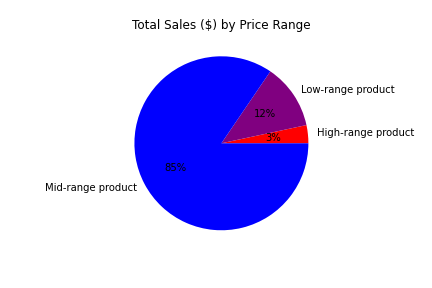 Total Sales ($) by Price Range
Low-range product
12%
High-range product
3%
85%
Mid-range product